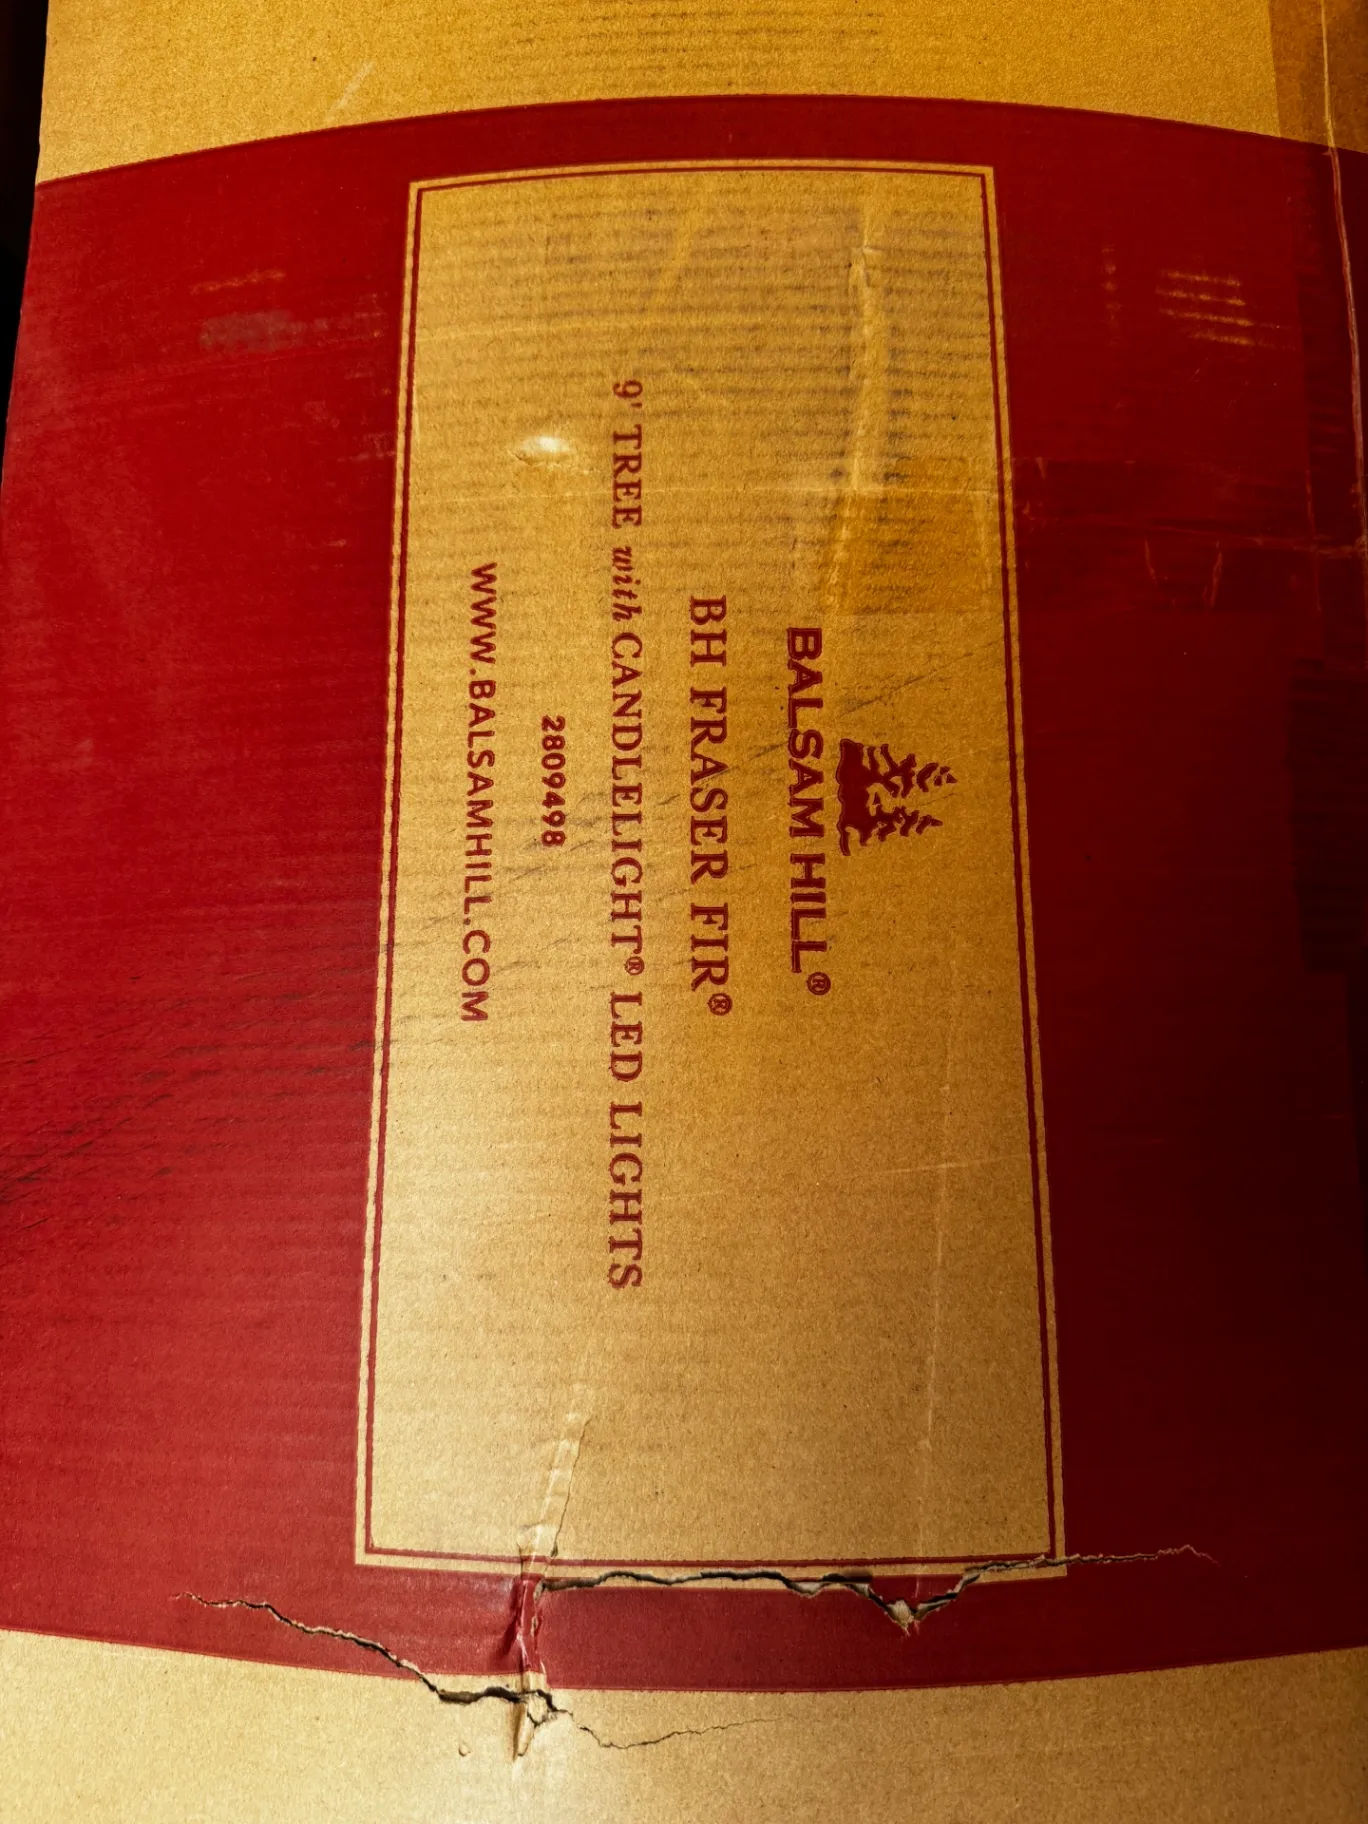 BALSAM HILL®
BH FRASER FIR®
9' TREE with CANDLELIGHT® LED LIGHTS
2809498
WWW.BALSAMHILL.COM